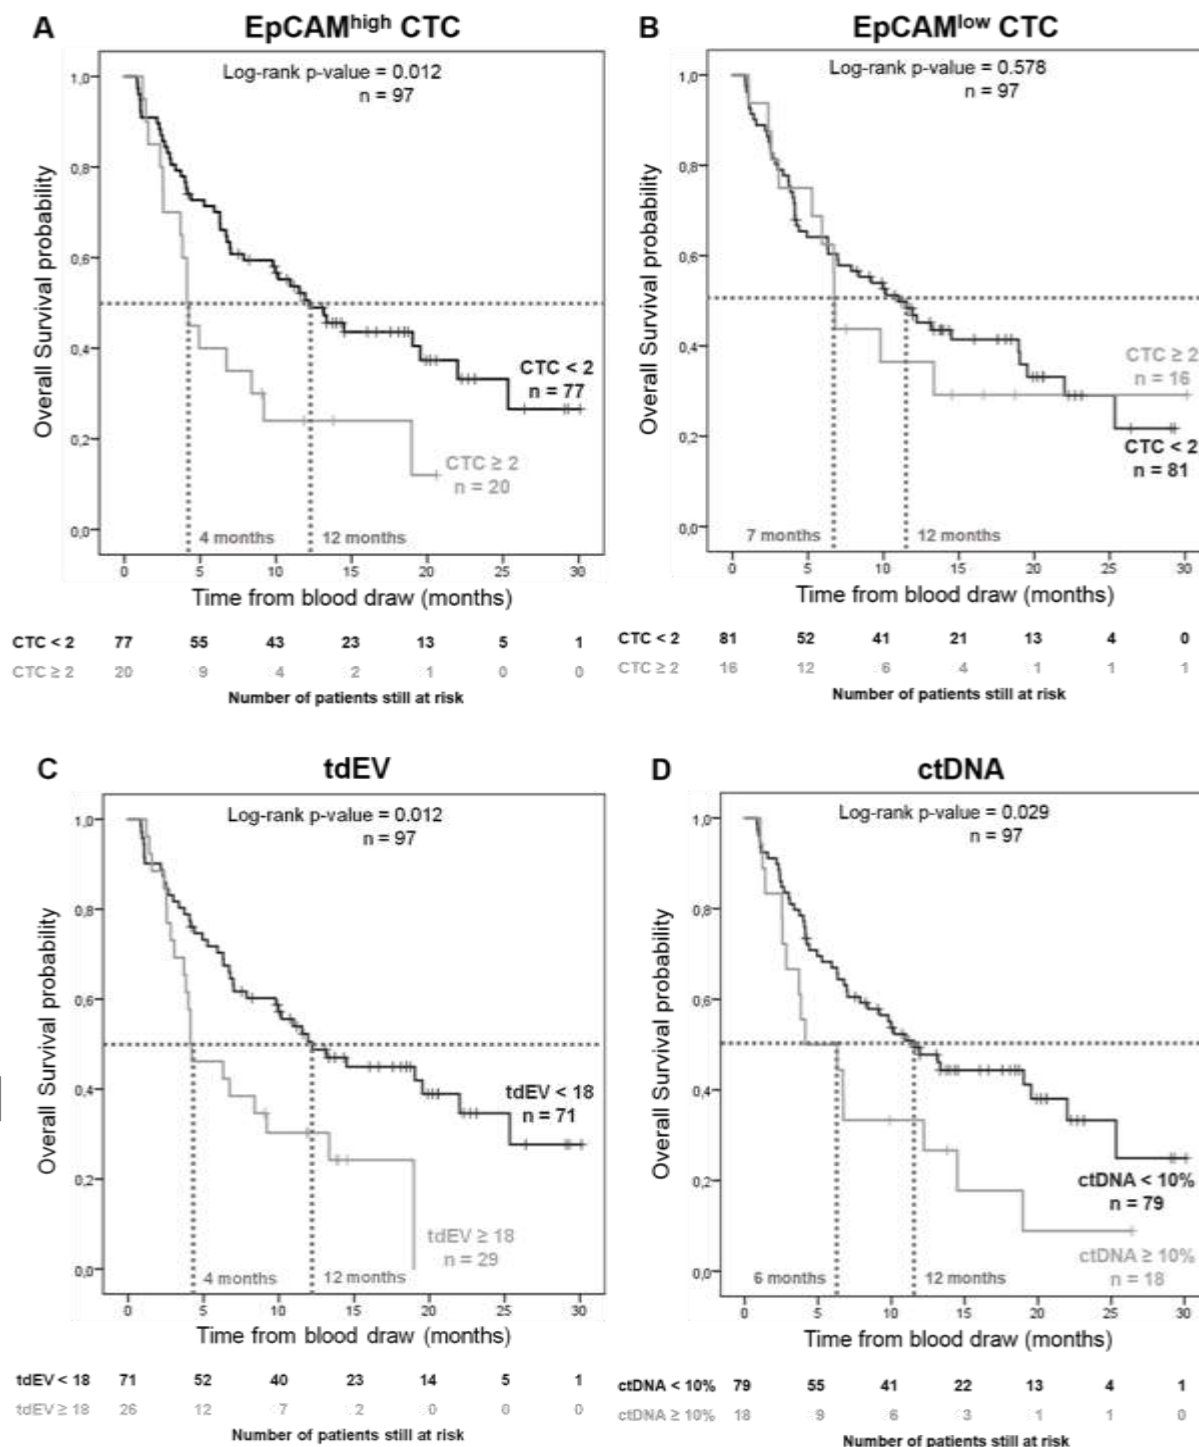 A EpCAMhigh CTC
Log-rank p-value = 0.012
n = 97
Overall Survival probability
1,0
0,8
0,6
0,4
0,2
0,0
CTC < 2
n = 77
CTC ≥ 2
n = 20
4 months 12 months
0 5 10 15 20 25 30
Time from blood draw (months)
CTC < 2 77 55 43 23 13 5 1
CTC ≥ 2 20 9 4 2 1 0 0
Number of patients still at risk
B EpCAMlow CTC
Log-rank p-value = 0.578
n = 97
Overall Survival probability
1,0
0,8
0,6
0,4
0,2
0,0
CTC ≥ 2
n = 16
CTC < 2
n = 81
7 months 12 months
0 5 10 15 20 25 30
Time from blood draw (months)
CTC < 2 81 52 41 21 13 4 0
CTC ≥ 2 16 12 6 4 1 1 1
Number of patients still at risk
C tdEV
Log-rank p-value = 0.012
n = 97
Overall Survival probability
1,0
0,8
0,6
0,4
0,2
0,0
tdEV < 18
n = 71
tdEV ≥ 18
n = 29
4 months 12 months
0 5 10 15 20 25 30
Time from blood draw (months)
tdEV < 18 71 52 40 23 14 5 1
tdEV ≥ 18 26 12 7 2 0 0 0
Number of patients still at risk
D ctDNA
Log-rank p-value = 0.029
n = 97
Overall Survival probability
1,0
0,8
0,6
0,4
0,2
0,0
ctDNA < 10%
n = 79
ctDNA ≥ 10%
n = 18
6 months 12 months
0 5 10 15 20 25 30
Time from blood draw (months)
ctDNA < 10% 79 55 41 22 13 4 1
ctDNA ≥ 10% 18 9 6 3 1 1 0
Number of patients still at risk